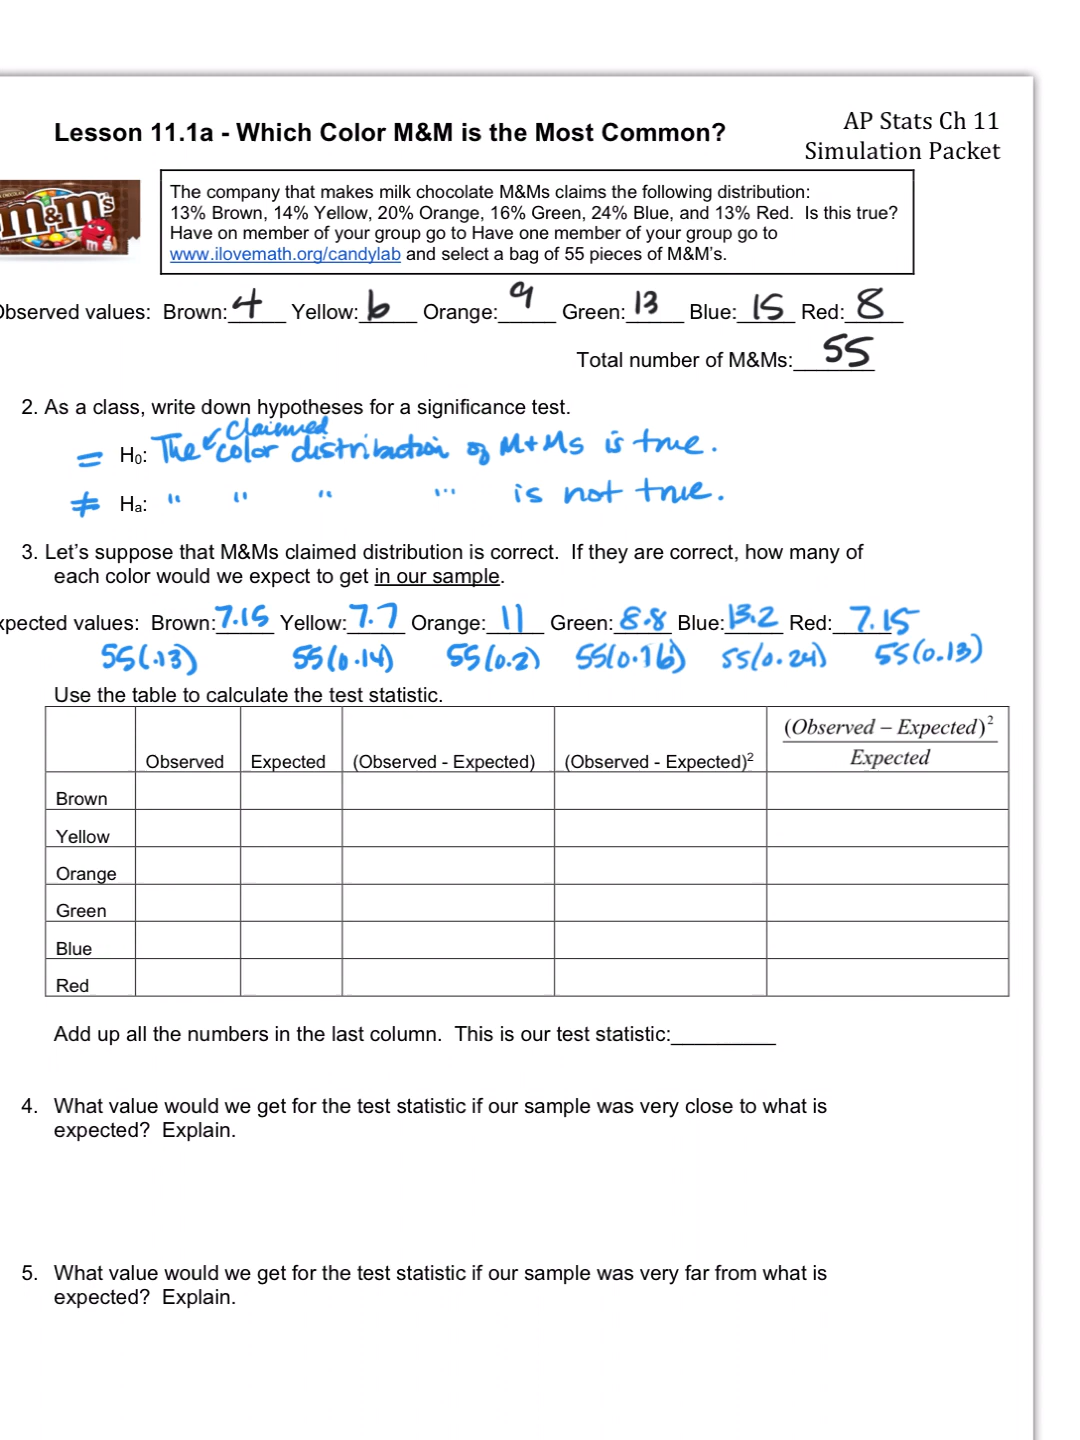 AP Stats Ch 11
Lesson 11.1a - Which Color M&M is the Most Common?
Simulation Packet
m&m's
The company that makes milk chocolate M&Ms claims the following distribution:
13% Brown, 14% Yellow, 20% Orange, 16% Green, 24% Blue, and 13% Red. Is this true?
Have on member of your group go to Have one member of your group go to
www.ilovemath.org/candylab and select a bag of 55 pieces of M&M's.
Observed values: Brown: 4 Yellow: 6 Orange: 9 Green: 13 Blue: 15 Red: 8
Total number of M&Ms: 55
2. As a class, write down hypotheses for a significance test.
claimed
= H₀: The color distribution of M+Ms is true.
≠ Hₐ: " " " "' is not true.
3. Let's suppose that M&Ms claimed distribution is correct. If they are correct, how many of
each color would we expect to get in our sample.
xpected values: Brown: 7.15 Yellow: 7.7 Orange: 11 Green: 8.8 Blue: 13.2 Red: 7.15
55(.13) 55(0.14) 55(0.2) 55(0.16) 55(0.24) 55(0.13)
Use the table to calculate the test statistic.
Observed Expected (Observed - Expected) (Observed - Expected)² (Observed – Expected)² / Expected
Brown
Yellow
Orange
Green
Blue
Red
Add up all the numbers in the last column. This is our test statistic:
4. What value would we get for the test statistic if our sample was very close to what is
expected? Explain.
5. What value would we get for the test statistic if our sample was very far from what is
expected? Explain.